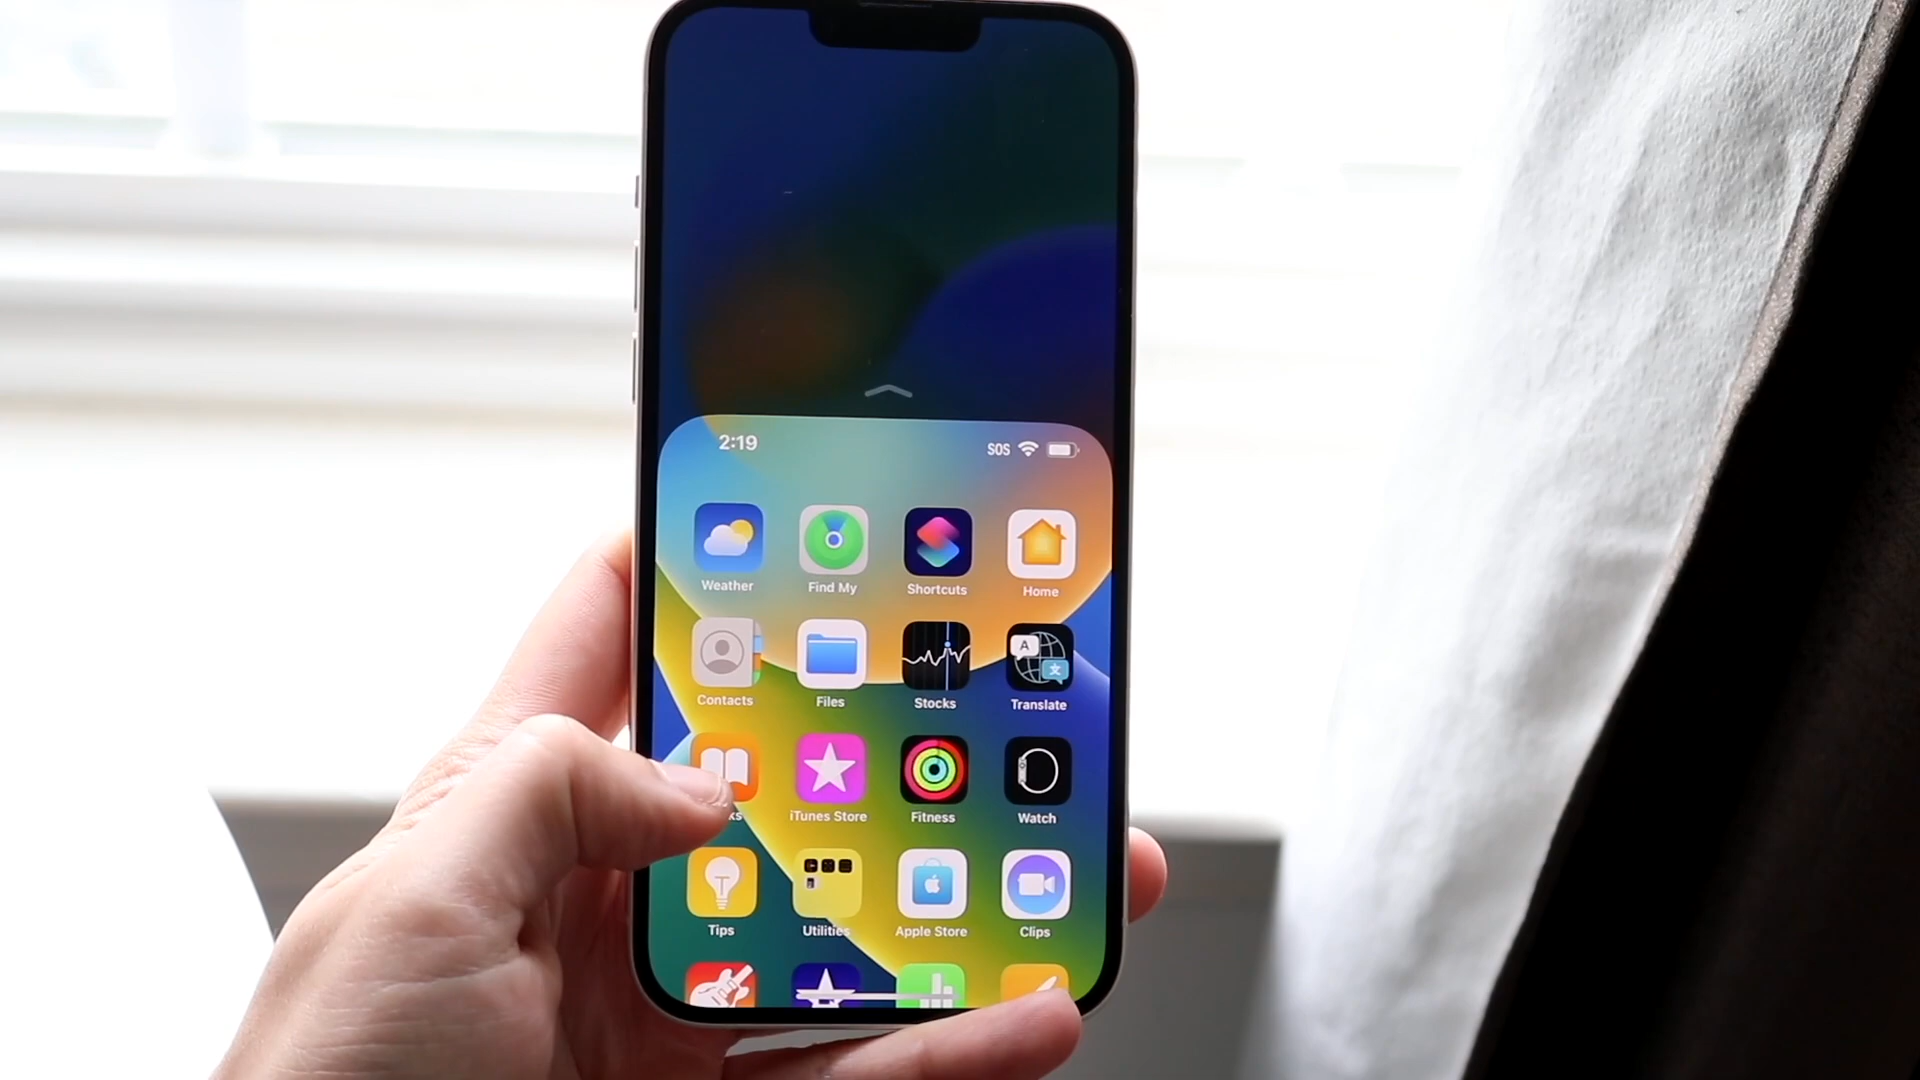 2:19 SOS
Weather Find My Shortcuts Home
Contacts Files Stocks Translate
ks iTunes Store Fitness Watch
Tips Utilities Apple Store Clips